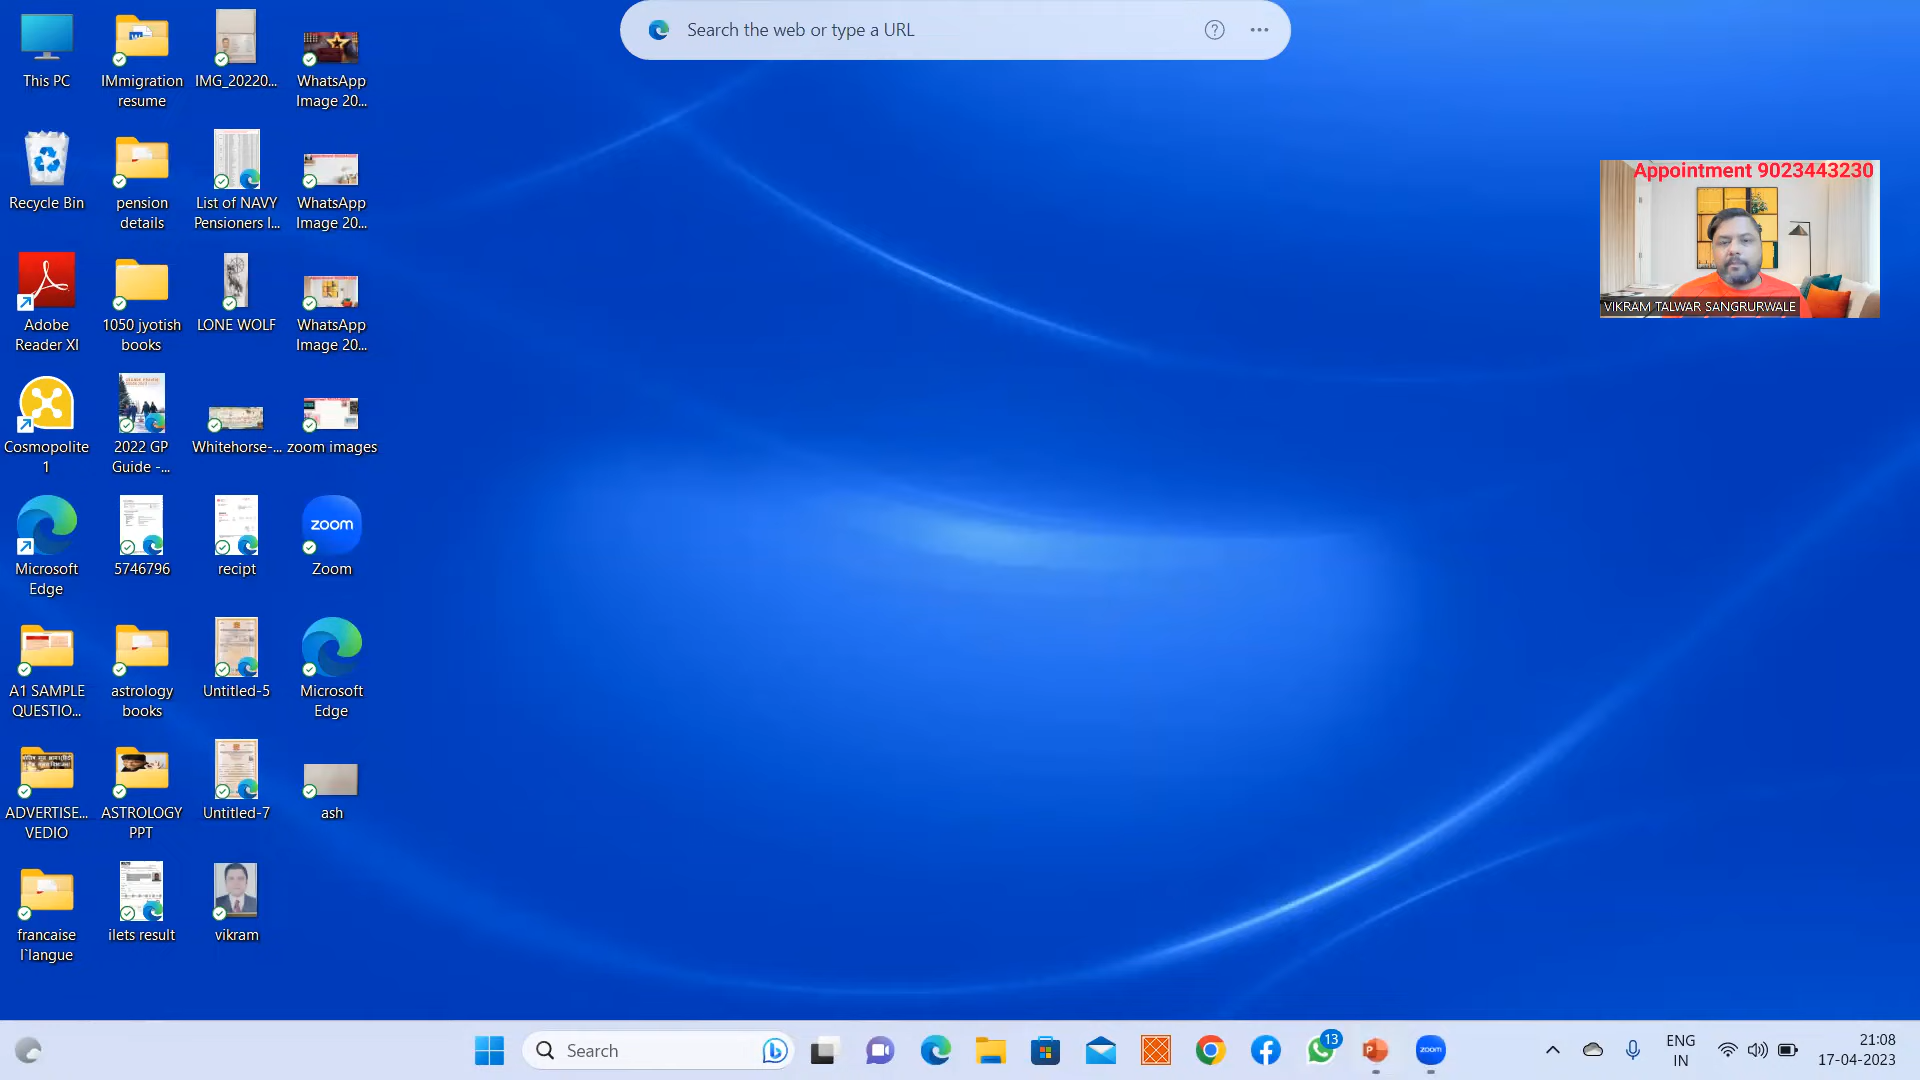 Search the web or type a URL
This PC
IMmigration
resume
IMG_20220...
WhatsApp
Image 20...
Recycle Bin
pension
details
List of NAVY
Pensioners I...
WhatsApp
Image 20...
Adobe
Reader XI
1050 jyotish
books
LONE WOLF
WhatsApp
Image 20...
Cosmopolite
1
2022 GP
Guide -...
Whitehorse-...
zoom images
Microsoft
Edge
5746796
recipt
zoom
Zoom
A1 SAMPLE
QUESTIO...
astrology
books
Untitled-5
Microsoft
Edge
ADVERTISE...
VEDIO
ASTROLOGY
PPT
Untitled-7
ash
francaise
l`langue
ilets result
vikram
Appointment 9023443230
VIKRAM TALWAR SANGRURWALE
Search
13
zoom
ENG
IN
21:08
17-04-2023